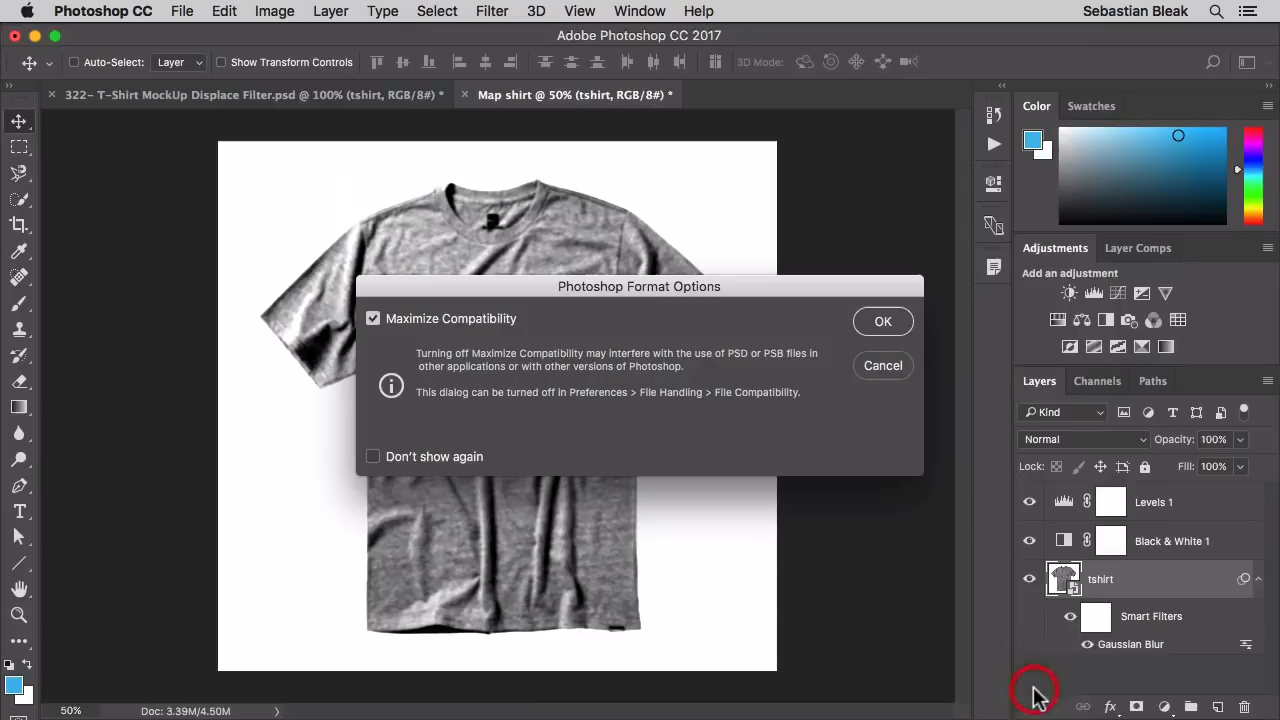 Photoshop CC File Edit Image Layer Type Select Filter 3D View Window Help Sebastian Bleak
Adobe Photoshop CC 2017
Auto-Select: Layer Show Transform Controls 3D Mode:
322- T-Shirt MockUp Displace Filter.psd @ 100% (tshirt, RGB/8#) * Map shirt @ 50% (tshirt, RGB/8#) *
Color Swatches
Adjustments Layer Comps
Add an adjustment
Photoshop Format Options
Maximize Compatibility
OK
Turning off Maximize Compatibility may interfere with the use of PSD or PSB files in
other applications or with other versions of Photoshop.
Cancel
This dialog can be turned off in Preferences > File Handling > File Compatibility.
Don't show again
Layers Channels Paths
Kind
Normal Opacity: 100%
Lock: Fill: 100%
Levels 1
Black & White 1
tshirt
Smart Filters
Gaussian Blur
50% Doc: 3.39M/4.50M
fx